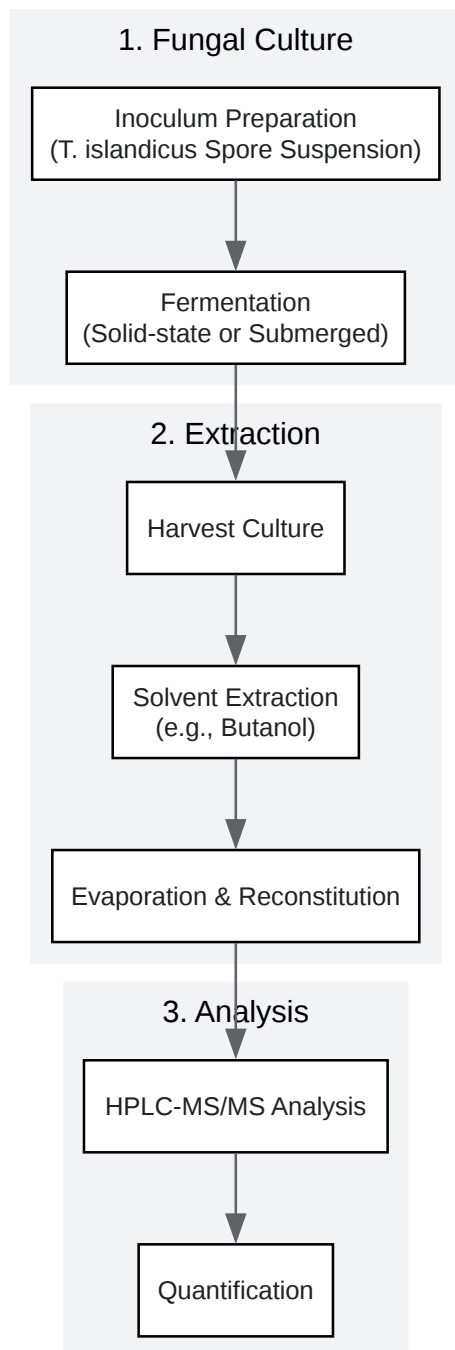 1. Fungal Culture
Inoculum Preparation
(T. islandicus Spore Suspension)
Fermentation
(Solid-state or Submerged)
2. Extraction
Harvest Culture
Solvent Extraction
(e.g., Butanol)
Evaporation & Reconstitution
3. Analysis
HPLC-MS/MS Analysis
Quantification